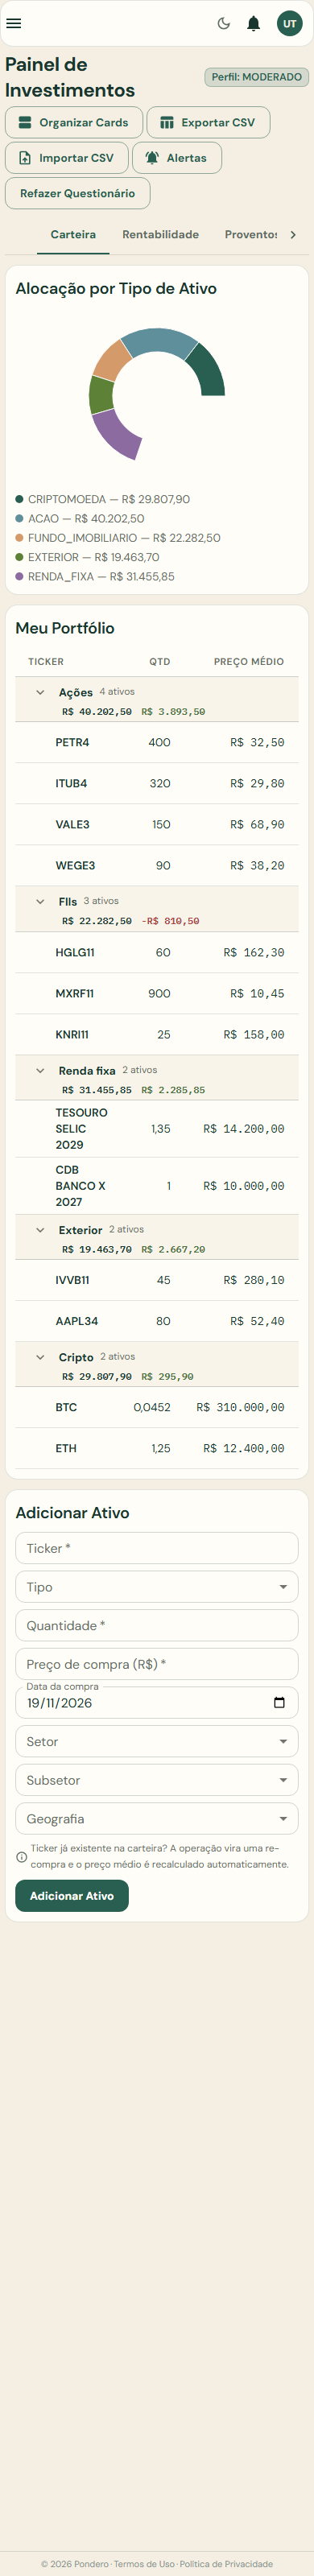 UT
Painel de
Investimentos
Perfil: MODERADO
Organizar Cards
Exportar CSV
Importar CSV
Alertas
Refazer Questionário
Carteira
Rentabilidade
Proventos
Alocação por Tipo de Ativo
CRIPTOMOEDA — R$ 29.807,90
ACAO — R$ 40.202,50
FUNDO_IMOBILIARIO — R$ 22.282,50
EXTERIOR — R$ 19.463,70
RENDA_FIXA — R$ 31.455,85
Meu Portfólio
TICKER QTD PREÇO MÉDIO
Ações 4 ativos
R$ 40.202,50 R$ 3.893,50
PETR4 400 R$ 32,50
ITUB4 320 R$ 29,80
VALE3 150 R$ 68,90
WEGE3 90 R$ 38,20
FIIs 3 ativos
R$ 22.282,50 -R$ 810,50
HGLG11 60 R$ 162,30
MXRF11 900 R$ 10,45
KNRI11 25 R$ 158,00
Renda fixa 2 ativos
R$ 31.455,85 R$ 2.285,85
TESOURO
SELIC
2029
1,35 R$ 14.200,00
CDB
BANCO X
2027
1 R$ 10.000,00
Exterior 2 ativos
R$ 19.463,70 R$ 2.667,20
IVVB11 45 R$ 280,10
AAPL34 80 R$ 52,40
Cripto 2 ativos
R$ 29.807,90 R$ 295,90
BTC 0,0452 R$ 310.000,00
ETH 1,25 R$ 12.400,00
Adicionar Ativo
Ticker *
Tipo
Quantidade *
Preço de compra (R$) *
Data da compra
19/11/2026
Setor
Subsetor
Geografia
Ticker já existente na carteira? A operação vira uma re-
compra e o preço médio é recalculado automaticamente.
Adicionar Ativo
© 2026 Pondero · Termos de Uso · Política de Privacidade